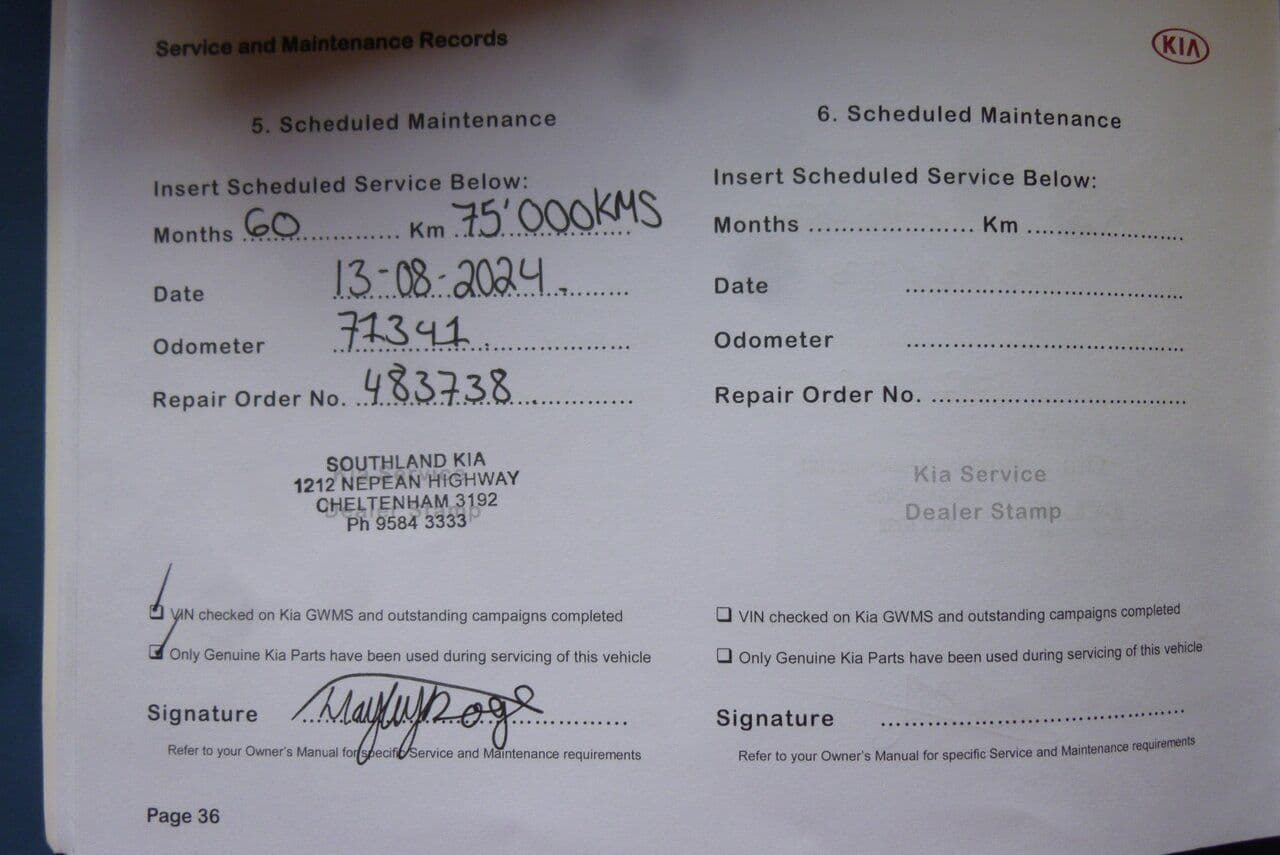 Service and Maintenance Records
KIA
5. Scheduled Maintenance
Insert Scheduled Service Below:
Months 60 Km 75'000KMS
Date 13-08-2024
Odometer 77341
Repair Order No. 483738
Kia Service
Dealer Stamp
SOUTHLAND KIA
1212 NEPEAN HIGHWAY
CHELTENHAM 3192
Ph 9584 3333
VIN checked on Kia GWMS and outstanding campaigns completed
Only Genuine Kia Parts have been used during servicing of this vehicle
Signature
Refer to your Owner's Manual for specific Service and Maintenance requirements
Page 36
6. Scheduled Maintenance
Insert Scheduled Service Below:
Months Km
Date
Odometer
Repair Order No.
Kia Service
Dealer Stamp
VIN checked on Kia GWMS and outstanding campaigns completed
Only Genuine Kia Parts have been used during servicing of this vehicle
Signature
Refer to your Owner's Manual for specific Service and Maintenance requirements